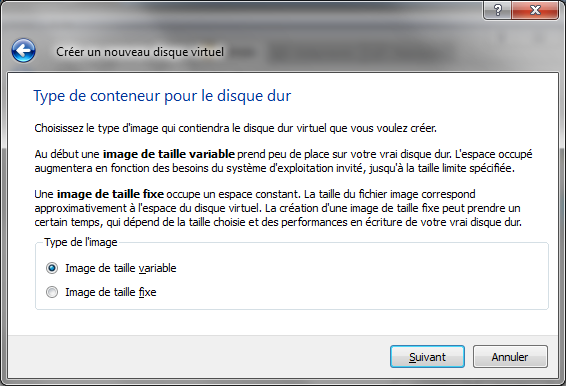 Créer un nouveau disque virtuel
Type de conteneur pour le disque dur
Choisissez le type d'image qui contiendra le disque dur virtuel que vous voulez créer.
Au début une image de taille variable prend peu de place sur votre vrai disque dur. L'espace occupé
augmentera en fonction des besoins du système d'exploitation invité, jusqu'à la taille limite spécifiée.
Une image de taille fixe occupe un espace constant. La taille du fichier image correspond
approximativement à l'espace du disque virtuel. La création d'une image de taille fixe peut prendre un
certain temps, qui dépend de la taille choisie et des performances en écriture de votre vrai disque dur.
Type de l'image
Image de taille variable
Image de taille fixe
Suivant
Annuler